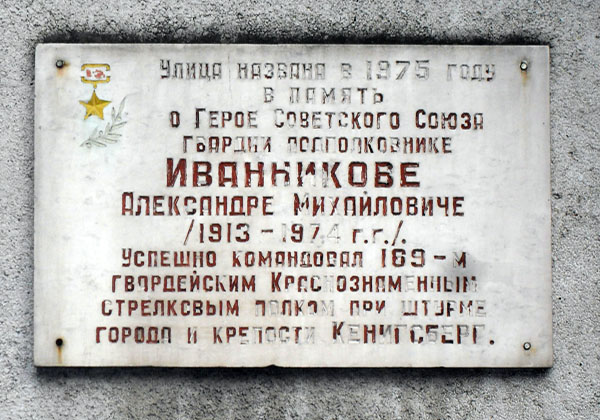 Улица названа в 1975 году
в память
о Герое Советского Союза
гвардии подполковнике
Иванникове
Александре Михайловиче
/1913 - 1974 г.г./.
Успешно командовал 169-м
гвардейским Краснознаменным
стрелковым полком при штурме
города и крепости Кенигсберг.